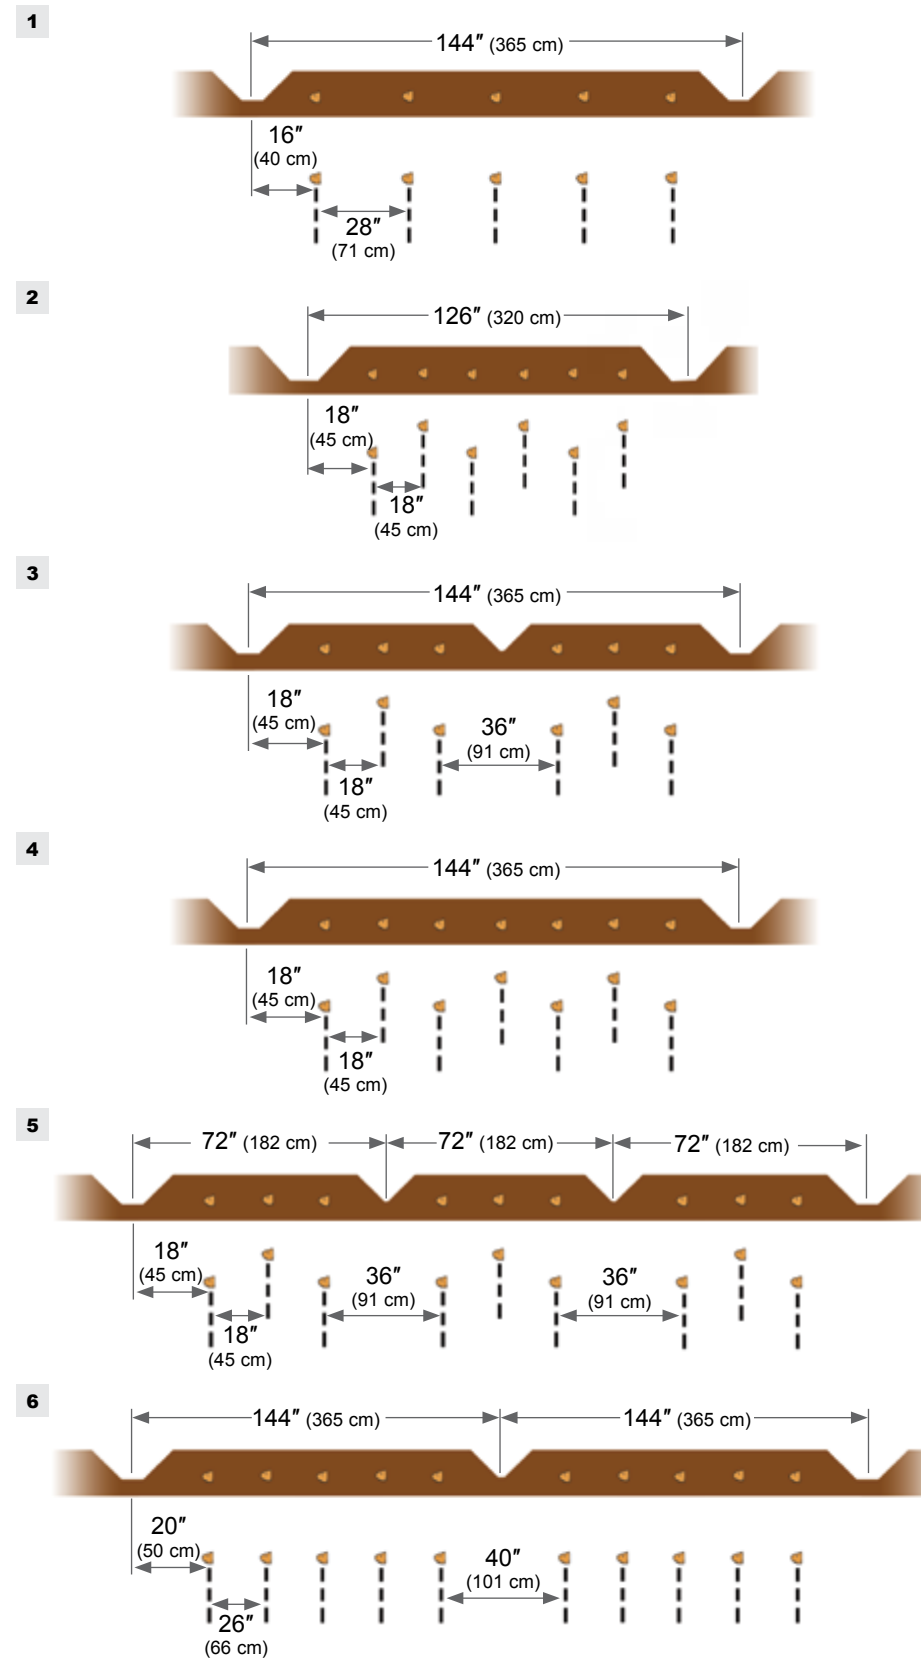 1
144″ (365 cm)
16″
(40 cm)
28″
(71 cm)
2
126″ (320 cm)
18″
(45 cm)
18″
(45 cm)
3
144″ (365 cm)
18″
(45 cm)
36″
(91 cm)
18″
(45 cm)
4
144″ (365 cm)
18″
(45 cm)
18″
(45 cm)
5
72″ (182 cm) 72″ (182 cm) 72″ (182 cm)
18″
(45 cm)
36″
(91 cm)
36″
(91 cm)
18″
(45 cm)
6
144″ (365 cm) 144″ (365 cm)
20″
(50 cm)
40″
(101 cm)
26″
(66 cm)